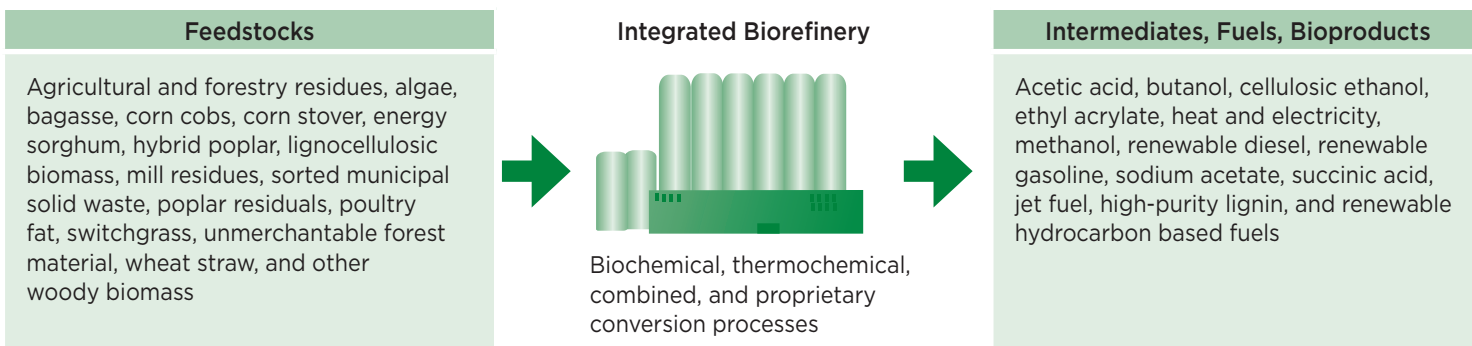 Feedstocks
Agricultural and forestry residues, algae,
bagasse, corn cobs, corn stover, energy
sorghum, hybrid poplar, lignocellulosic
biomass, mill residues, sorted municipal
solid waste, poplar residuals, poultry
fat, switchgrass, unmerchantable forest
material, wheat straw, and other
woody biomass
Integrated Biorefinery
Biochemical, thermochemical,
combined, and proprietary
conversion processes
Intermediates, Fuels, Bioproducts
Acetic acid, butanol, cellulosic ethanol,
ethyl acrylate, heat and electricity,
methanol, renewable diesel, renewable
gasoline, sodium acetate, succinic acid,
jet fuel, high-purity lignin, and renewable
hydrocarbon based fuels